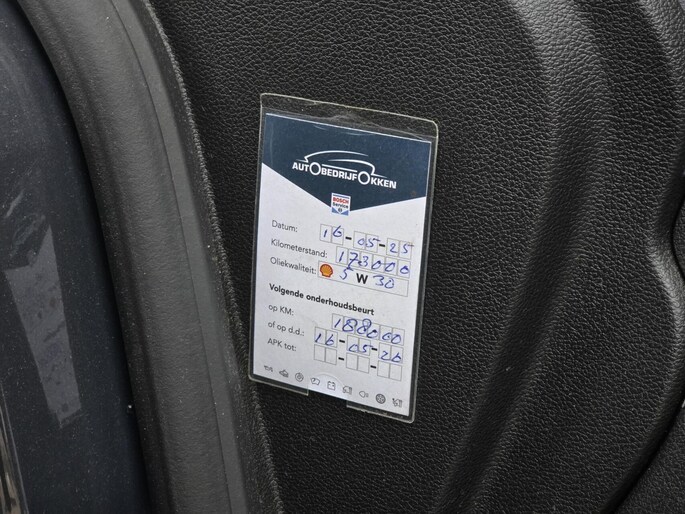 AUTOBEDRIJF OKKEN
BOSCH
Service
Datum: 16-05-25
Kilometerstand: 173000
Oliekwaliteit: 5 W 30
Volgende onderhoudsbeurt
op KM: 188000
of op d.d.: 16-05-26
APK tot: - -